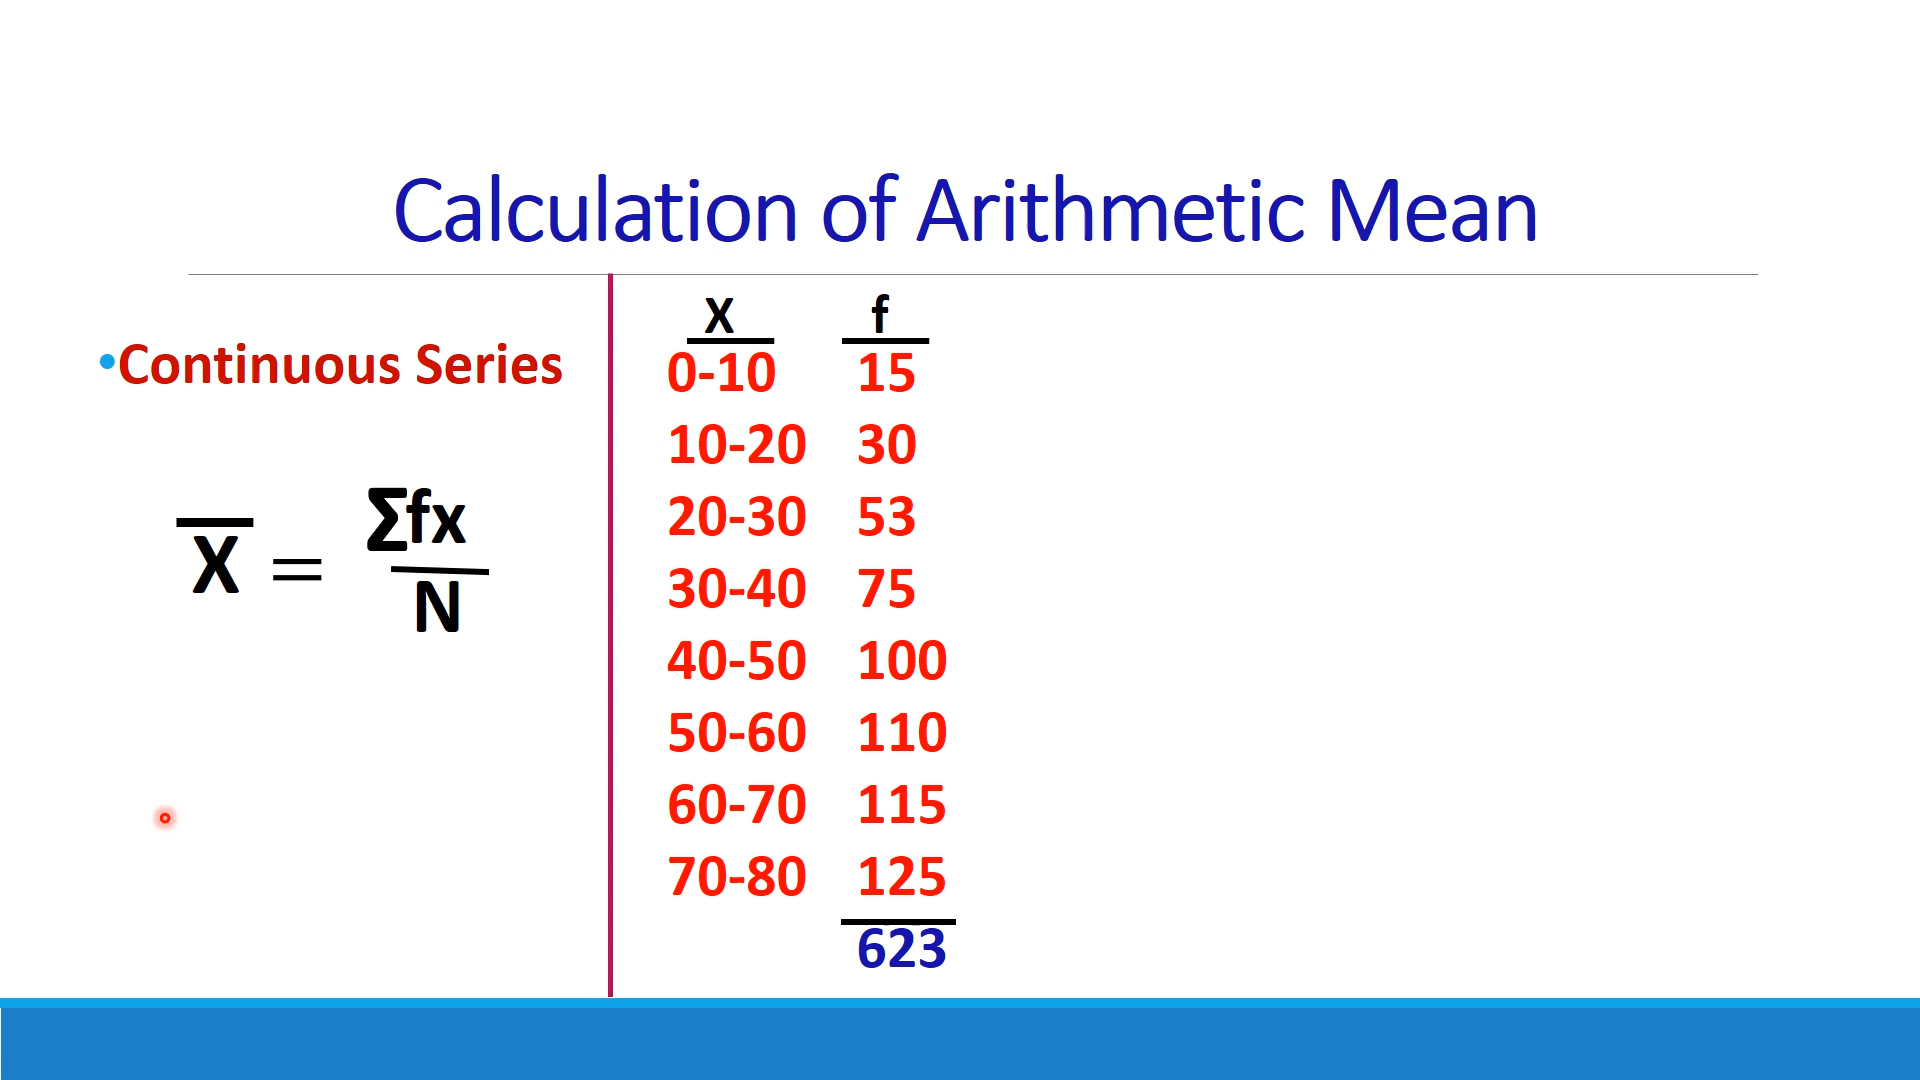 Calculation of Arithmetic Mean
•Continuous Series
X = Σfx
N
X f
0-10 15
10-20 30
20-30 53
30-40 75
40-50 100
50-60 110
60-70 115
70-80 125
623